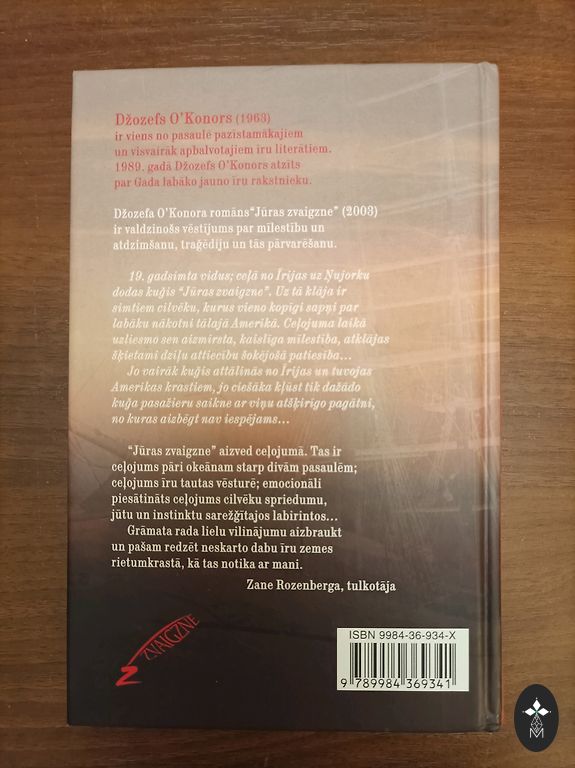 Džozefs O'Konors (1963)
ir viens no pasaulē pazīstamākajiem
un visvairāk apbalvotajiem īru literātiem.
1989. gadā Džozefs O'Konors atzīts
par Gada labāko jauno īru rakstnieku.
Džozefa O'Konora romāns“Jūras zvaigzne” (2003)
ir valdzinošs vēstījums par mīlestību un
atdzimšanu, traģēdiju un tās pārvarēšanu.
19. gadsimta vidus; ceļā no Īrijas uz Ņujorku
dodas kuģis “Jūras zvaigzne”. Uz tā klāja ir
simtiem cilvēku, kurus vieno kopīgi sapņi par
labāku nākotni tālajā Amerikā. Ceļojuma laikā
uzliesmo sen aizmirsta, kaislīga mīlestība, atklājas
šķietami dziļu attiecību šokējošā patiesība...
Jo vairāk kuģis attālinās no Īrijas un tuvojas
Amerikas krastiem, jo ciešāka kļūst tik dažādo
kuģa pasažieru saikne ar viņu atšķirīgo pagātni,
no kuras aizbēgt nav iespējams...
“Jūras zvaigzne” aizved ceļojumā. Tas ir
ceļojums pāri okeānam starp divām pasaulēm;
ceļojums īru tautas vēsturē; emocionāli
piesātināts ceļojums cilvēku spriedumu,
jūtu un instinktu sarežģītajos labirintos...
Grāmata rada lielu vilinājumu aizbraukt
un pašam redzēt neskarto dabu īru zemes
rietumkrastā, kā tas notika ar mani.
Zane Rozenberga, tulkotāja
ZVAIGZNE
ISBN 9984-36-934-X
9 789984 369341
M